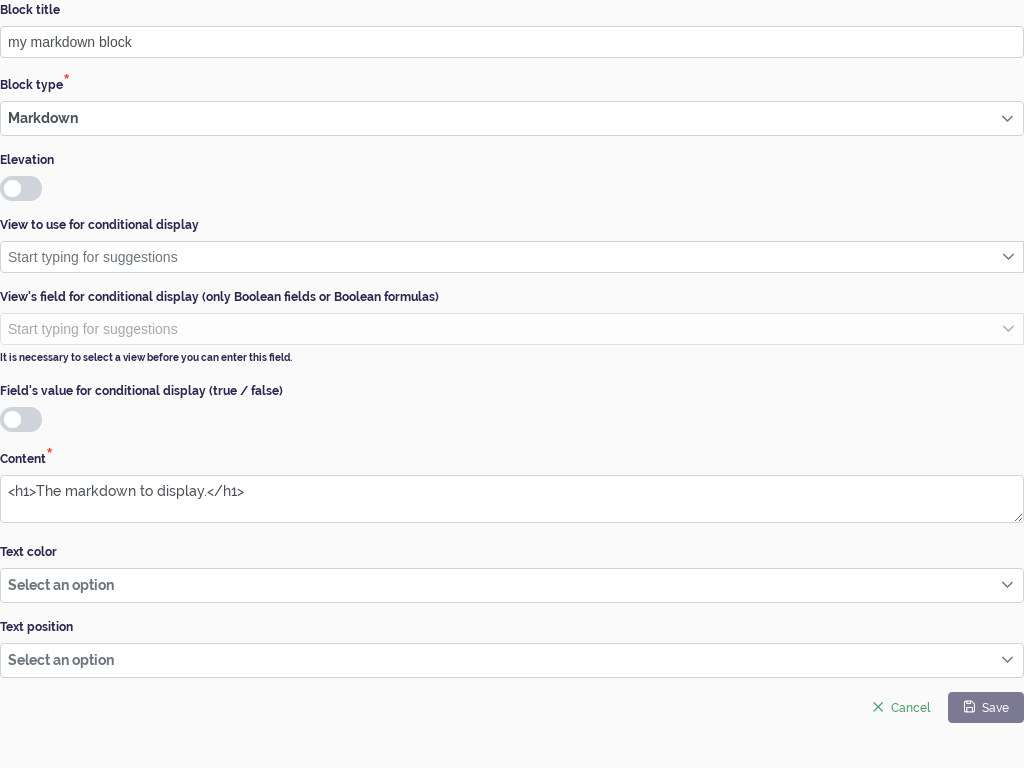 Block title
my markdown block
Block type*
Markdown
Elevation
View to use for conditional display
Start typing for suggestions
View's field for conditional display (only Boolean fields or Boolean formulas)
Start typing for suggestions
It is necessary to select a view before you can enter this field.
Field's value for conditional display (true / false)
Content*
<h1>The markdown to display.</h1>
Text color
Select an option
Text position
Select an option
Cancel Save